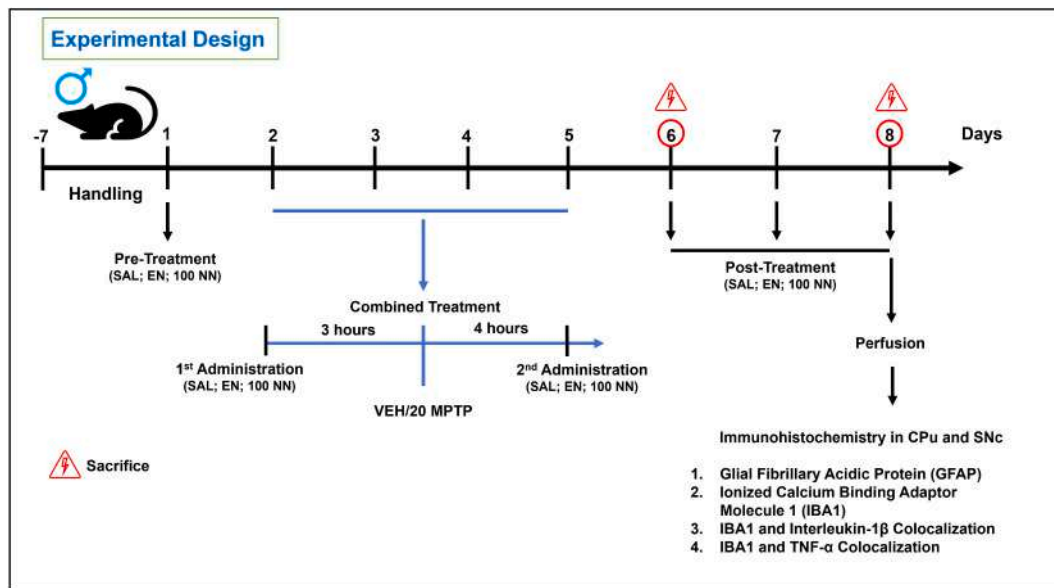 Experimental Design
-7 1 2 3 4 5 6 7 8 Days
Handling
Pre-Treatment
(SAL; EN; 100 NN)
Post-Treatment
(SAL; EN; 100 NN)
Combined Treatment
3 hours 4 hours
1st Administration
(SAL; EN; 100 NN)
2nd Administration
(SAL; EN; 100 NN)
VEH/20 MPTP
Perfusion
Immunohistochemistry in CPu and SNc
1. Glial Fibrillary Acidic Protein (GFAP)
2. Ionized Calcium Binding Adaptor
Molecule 1 (IBA1)
3. IBA1 and Interleukin-1β Colocalization
4. IBA1 and TNF-α Colocalization
Sacrifice